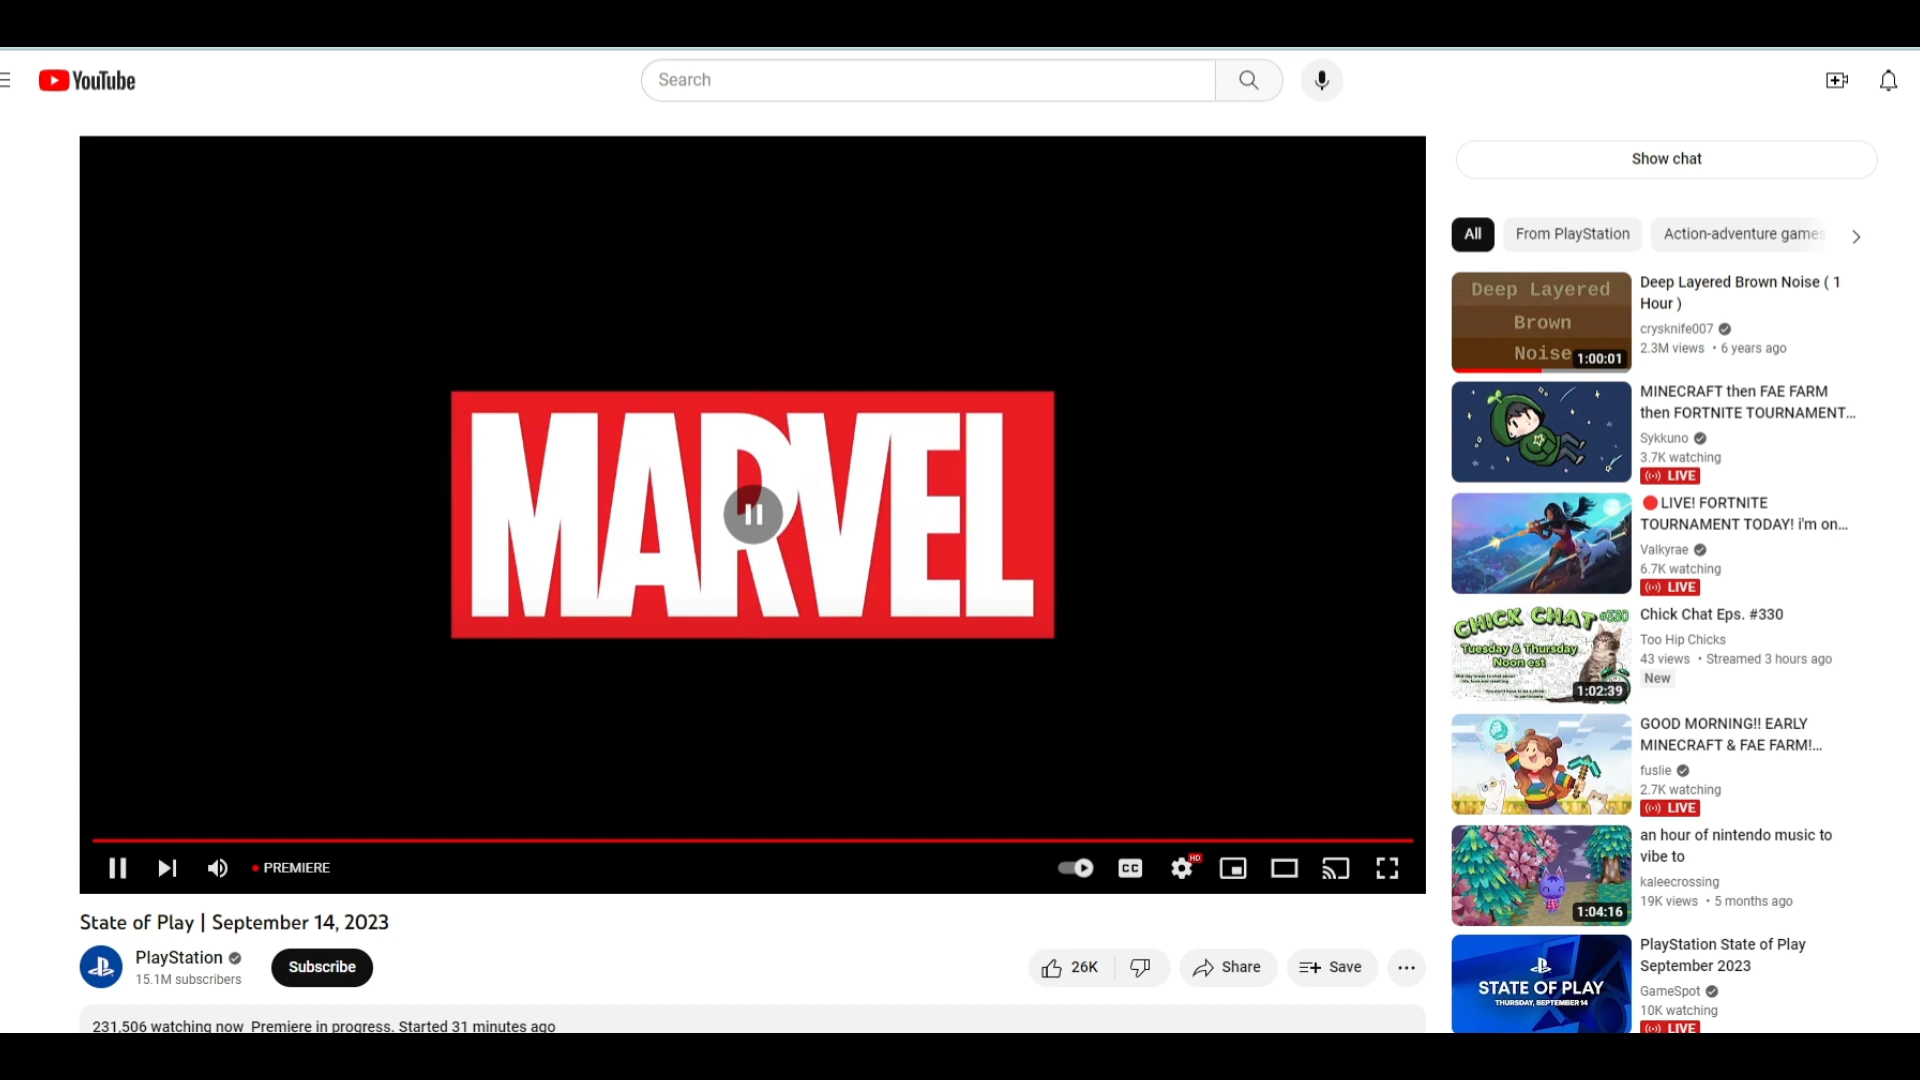 YouTube
Search
Show chat
All
From PlayStation
Action-adventure games
MARVEL
Deep Layered
Brown
Noise
1:00:01
Deep Layered Brown Noise ( 1
Hour )
crysknife007
2.3M views • 6 years ago
MINECRAFT then FAE FARM
then FORTNITE TOURNAMENT...
Sykkuno
3.7K watching
LIVE
LIVE! FORTNITE
TOURNAMENT TODAY! i'm on...
Valkyrae
6.7K watching
LIVE
CHICK CHAT #330
Tuesday & Thursday
Noon est
1:02:39
Chick Chat Eps. #330
Too Hip Chicks
43 views • Streamed 3 hours ago
New
GOOD MORNING!! EARLY
MINECRAFT & FAE FARM!...
fuslie
2.7K watching
LIVE
1:04:16
an hour of nintendo music to
vibe to
kaleecrossing
19K views • 5 months ago
STATE OF PLAY
THURSDAY, SEPTEMBER 14
PlayStation State of Play
September 2023
GameSpot
10K watching
LIVE
• PREMIERE
CC
HD
State of Play | September 14, 2023
PlayStation
15.1M subscribers
Subscribe
26K
Share
Save
231,506 watching now Premiere in progress. Started 31 minutes ago